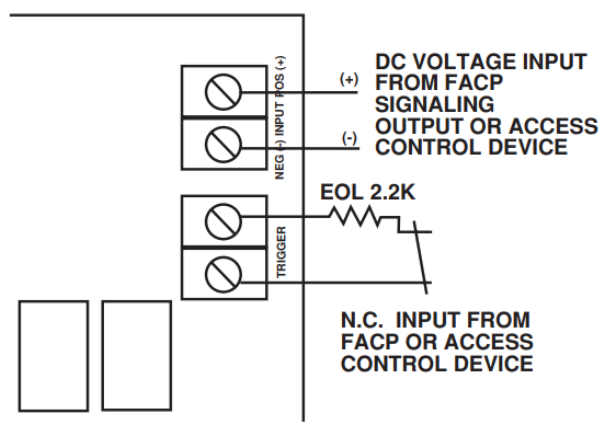 DC VOLTAGE INPUT
(+) FROM FACP
SIGNALING
OUTPUT OR ACCESS
(-) CONTROL DEVICE
NEG (-) INPUT POS (+)
EOL 2.2K
TRIGGER
N.C. INPUT FROM
FACP OR ACCESS
CONTROL DEVICE